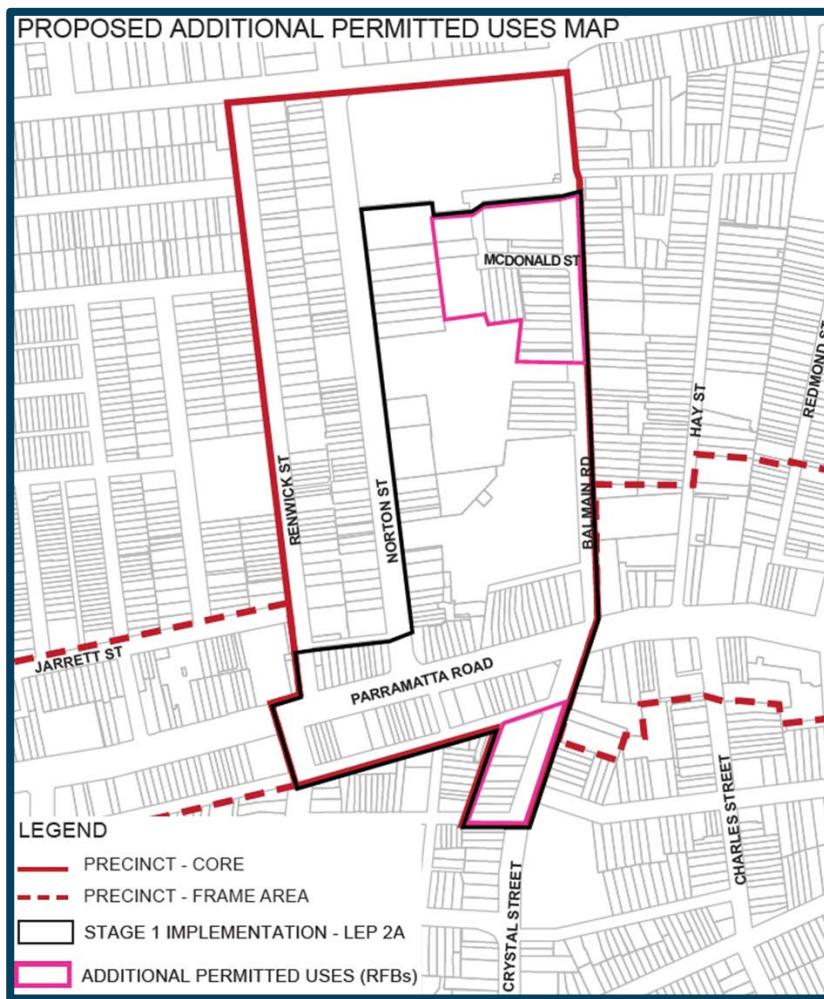 PROPOSED ADDITIONAL PERMITTED USES MAP
MCDONALD ST
REDMOND ST
HAY ST
RENWICK ST
NORTON ST
BALMAIN RD
JARRETT ST
PARRAMATTA ROAD
CHARLES STREET
CRYSTAL STREET
LEGEND
PRECINCT - CORE
PRECINCT - FRAME AREA
STAGE 1 IMPLEMENTATION - LEP 2A
ADDITIONAL PERMITTED USES (RFBs)